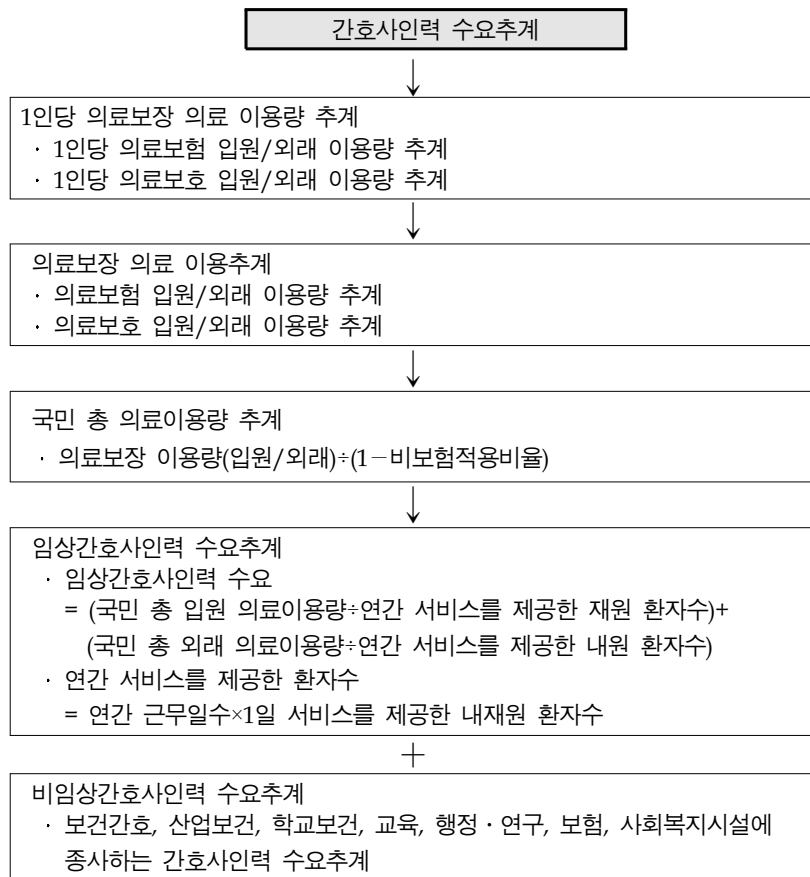 간호사인력 수요추계
1인당 의료보장 의료 이용량 추계
· 1인당 의료보험 입원/외래 이용량 추계
· 1인당 의료보호 입원/외래 이용량 추계
의료보장 의료 이용추계
· 의료보험 입원/외래 이용량 추계
· 의료보호 입원/외래 이용량 추계
국민 총 의료이용량 추계
· 의료보장 이용량(입원/외래)÷(1-비보험적용비율)
임상간호사인력 수요추계
· 임상간호사인력 수요
= (국민 총 입원 의료이용량÷연간 서비스를 제공한 재원 환자수)+
(국민 총 외래 의료이용량÷연간 서비스를 제공한 내원 환자수)
· 연간 서비스를 제공한 환자수
= 연간 근무일수×1일 서비스를 제공한 내재원 환자수
+
비임상간호사인력 수요추계
· 보건간호, 산업보건, 학교보건, 교육, 행정·연구, 보험, 사회복지시설에
종사하는 간호사인력 수요추계